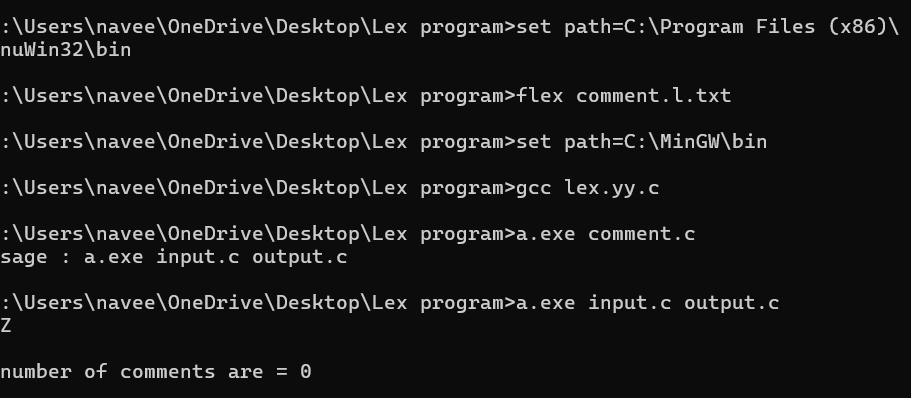 :\Users\navee\OneDrive\Desktop\Lex program>set path=C:\Program Files (x86)\
nuWin32\bin
:\Users\navee\OneDrive\Desktop\Lex program>flex comment.l.txt
:\Users\navee\OneDrive\Desktop\Lex program>set path=C:\MinGW\bin
:\Users\navee\OneDrive\Desktop\Lex program>gcc lex.yy.c
:\Users\navee\OneDrive\Desktop\Lex program>a.exe comment.c
sage : a.exe input.c output.c
:\Users\navee\OneDrive\Desktop\Lex program>a.exe input.c output.c
Z
number of comments are = 0